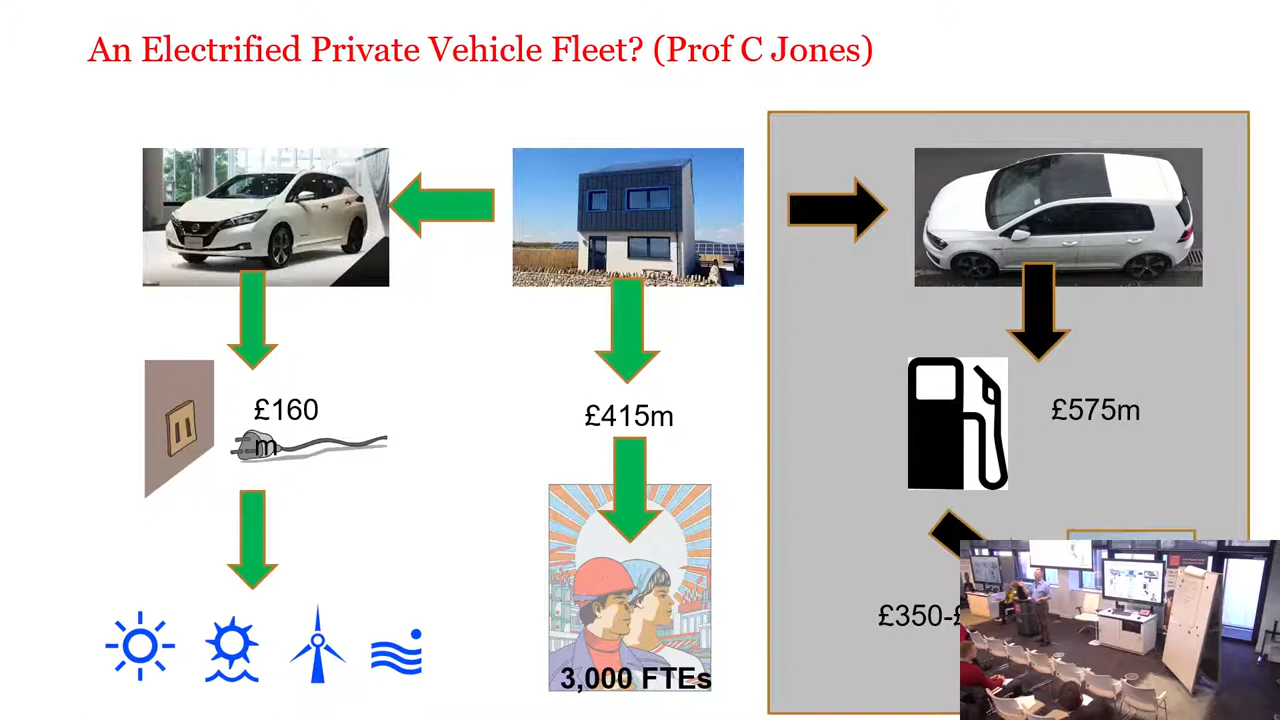 An Electrified Private Vehicle Fleet? (Prof C Jones)
£160
m
£415m
£575m
£350-£
3,000 FTEs